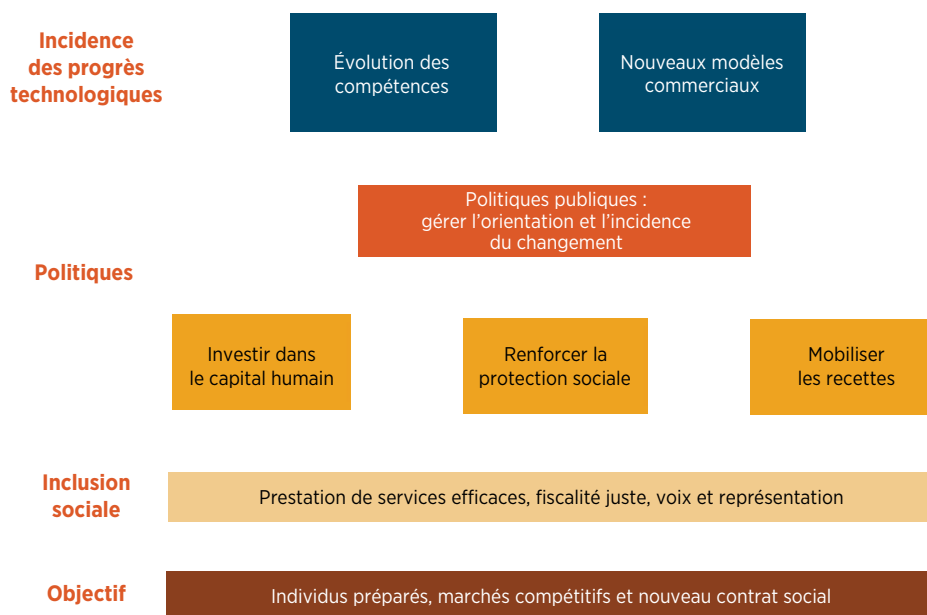 Incidence
des progrès
technologiques
Évolution des
compétences
Nouveaux modèles
commerciaux
Politiques publiques :
gérer l’orientation et l’incidence
du changement
Politiques
Investir dans
le capital humain
Renforcer la
protection sociale
Mobiliser
les recettes
Inclusion
sociale
Prestation de services efficaces, fiscalité juste, voix et représentation
Objectif
Individus préparés, marchés compétitifs et nouveau contrat social